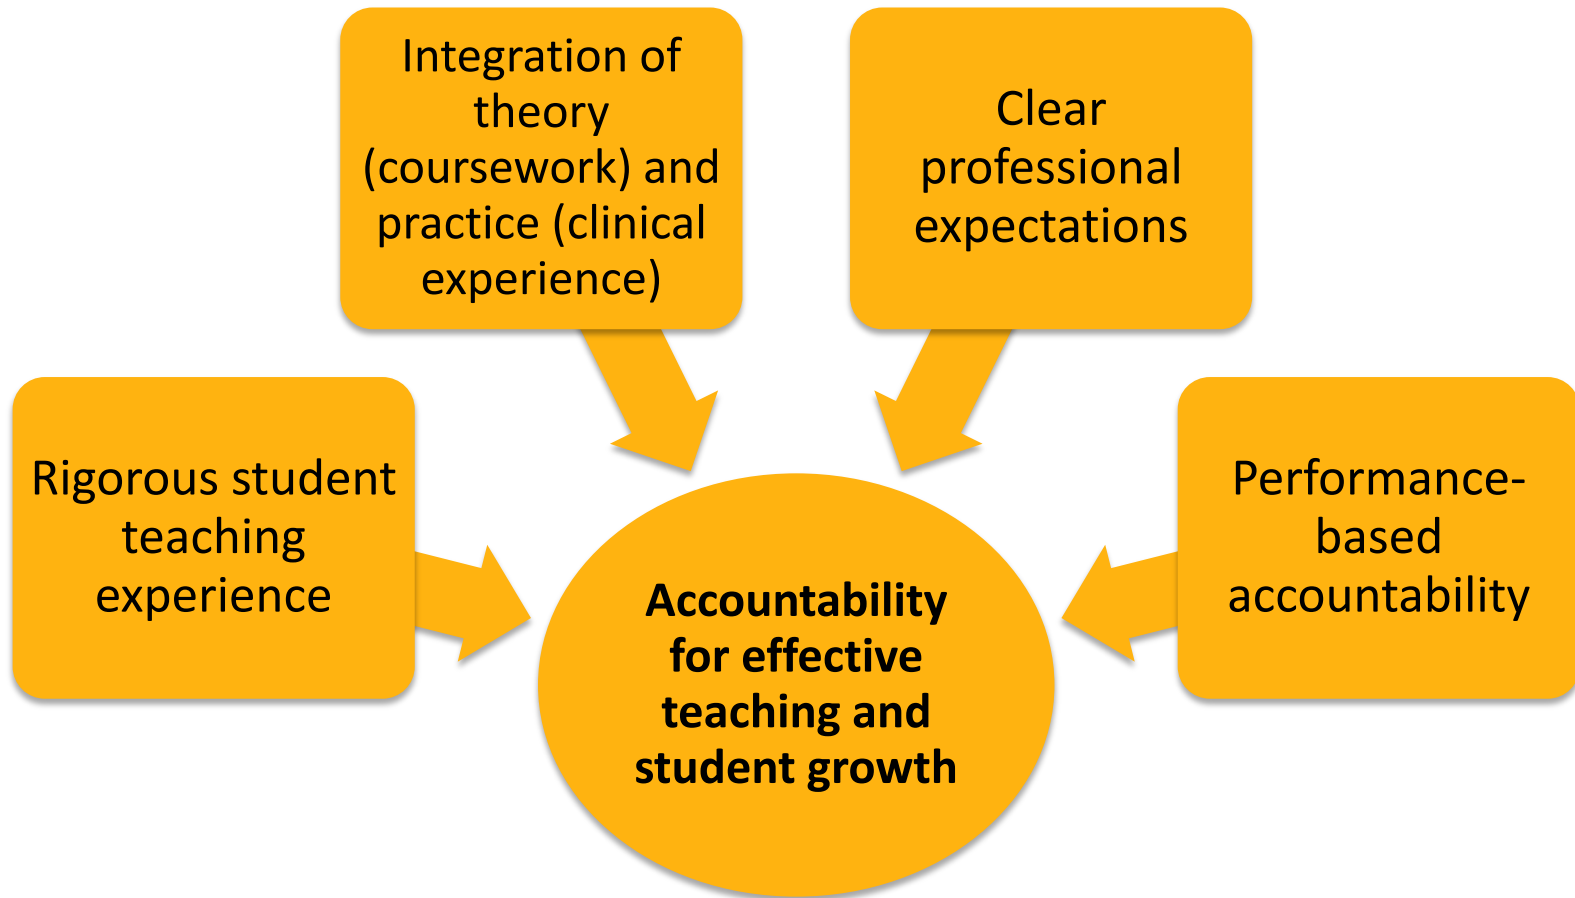 Integration of
theory
(coursework) and
practice (clinical
experience)
Clear
professional
expectations
Rigorous student
teaching
experience
Performance-
based
accountability
Accountability
for effective
teaching and
student growth